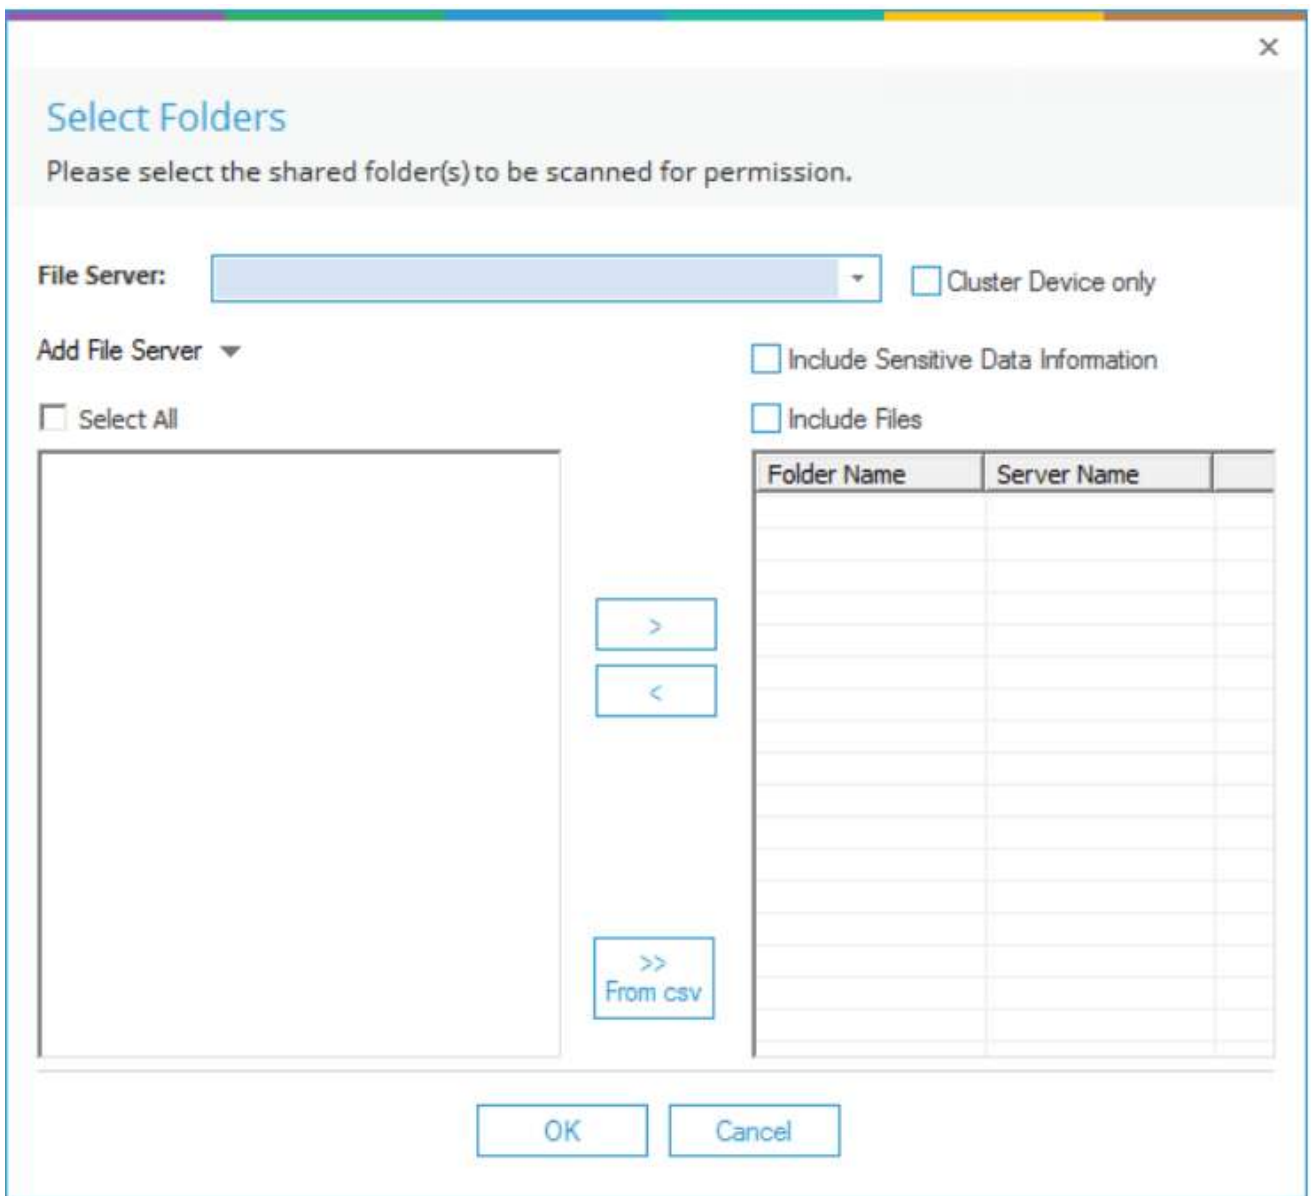 Select Folders
Please select the shared folder(s) to be scanned for permission.
File Server:
Cluster Device only
Add File Server
Include Sensitive Data Information
Select All
Include Files
Folder Name
Server Name
>
<
>>
From csv
OK
Cancel